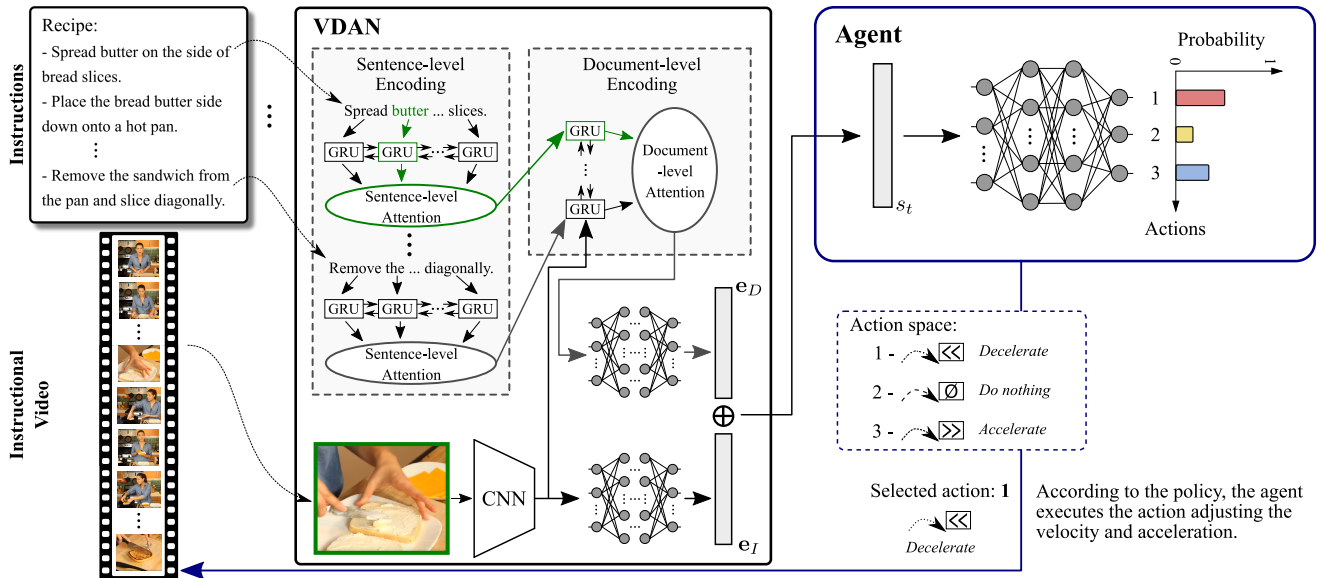 Instructions
Recipe:
- Spread butter on the side of
bread slices.
- Place the bread butter side
down onto a hot pan.
- Remove the sandwich from
the pan and slice diagonally.
Instructional
Video
VDAN
Sentence-level
Encoding
Spread butter ... slices.
GRU GRU ... GRU
Sentence-level
Attention
Remove the ... diagonally.
GRU GRU ... GRU
Sentence-level
Attention
Document-level
Encoding
GRU
GRU
Document
-level
Attention
e_D
⊕
CNN
e_I
Agent
s_t
Probability
0 1
1
2
3
Actions
Action space:
1 - << Decelerate
2 - Ø Do nothing
3 - >> Accelerate
Selected action: 1
<<
Decelerate
According to the policy, the agent
executes the action adjusting the
velocity and acceleration.